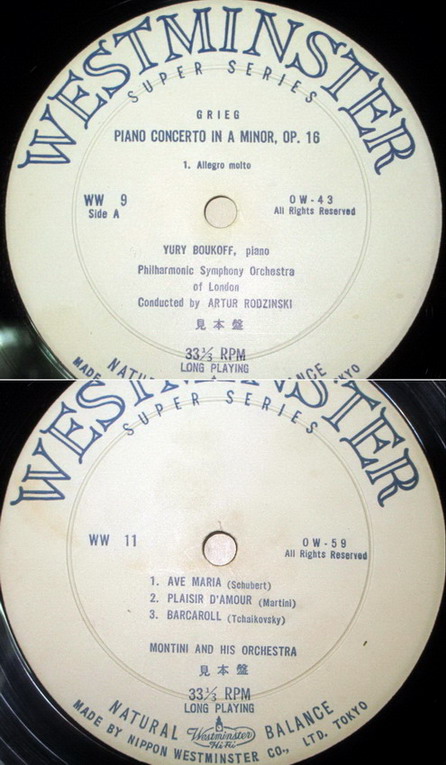 WESTMINSTER
SUPER SERIES
GRIEG
PIANO CONCERTO IN A MINOR, OP. 16
1. Allegro molto
WW 9
Side A
OW-43
All Rights Reserved
YURY BOUKOFF, piano
Philharmonic Symphony Orchestra
of London
Conducted by ARTUR RODZINSKI
見本盤
33⅓ RPM
LONG PLAYING
WESTMINSTER
SUPER SERIES
WW 11
OW-59
All Rights Reserved
1. AVE MARIA (Schubert)
2. PLAISIR D'AMOUR (Martini)
3. BARCAROLL (Tchaikovsky)
MONTINI AND HIS ORCHESTRA
見本盤
33⅓ RPM
LONG PLAYING
NATURAL BALANCE
Westminster
Hi-Fi
MADE BY NIPPON WESTMINSTER CO., LTD. TOKYO